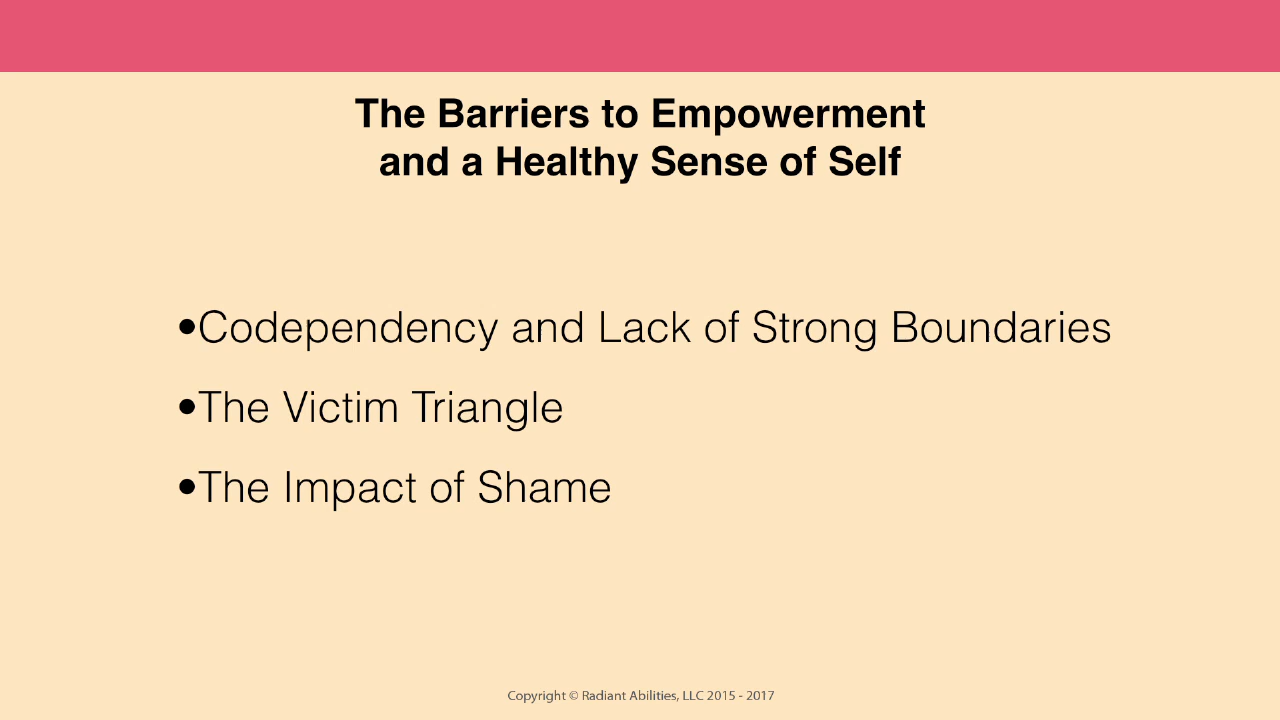 The Barriers to Empowerment
and a Healthy Sense of Self
•Codependency and Lack of Strong Boundaries
•The Victim Triangle
•The Impact of Shame
Copyright © Radiant Abilities, LLC 2015 - 2017